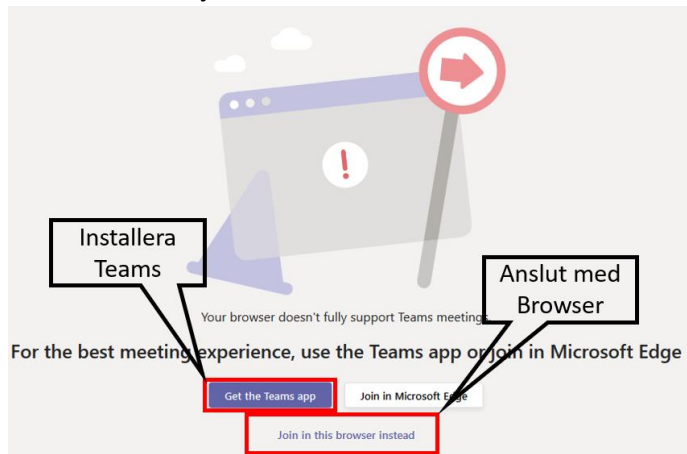 Installera
Teams
Anslut med
Browser
Your browser doesn't fully support Teams meetings.
For the best meeting experience, use the Teams app or join in Microsoft Edge
Get the Teams app
Join in Microsoft Edge
Join in this browser instead